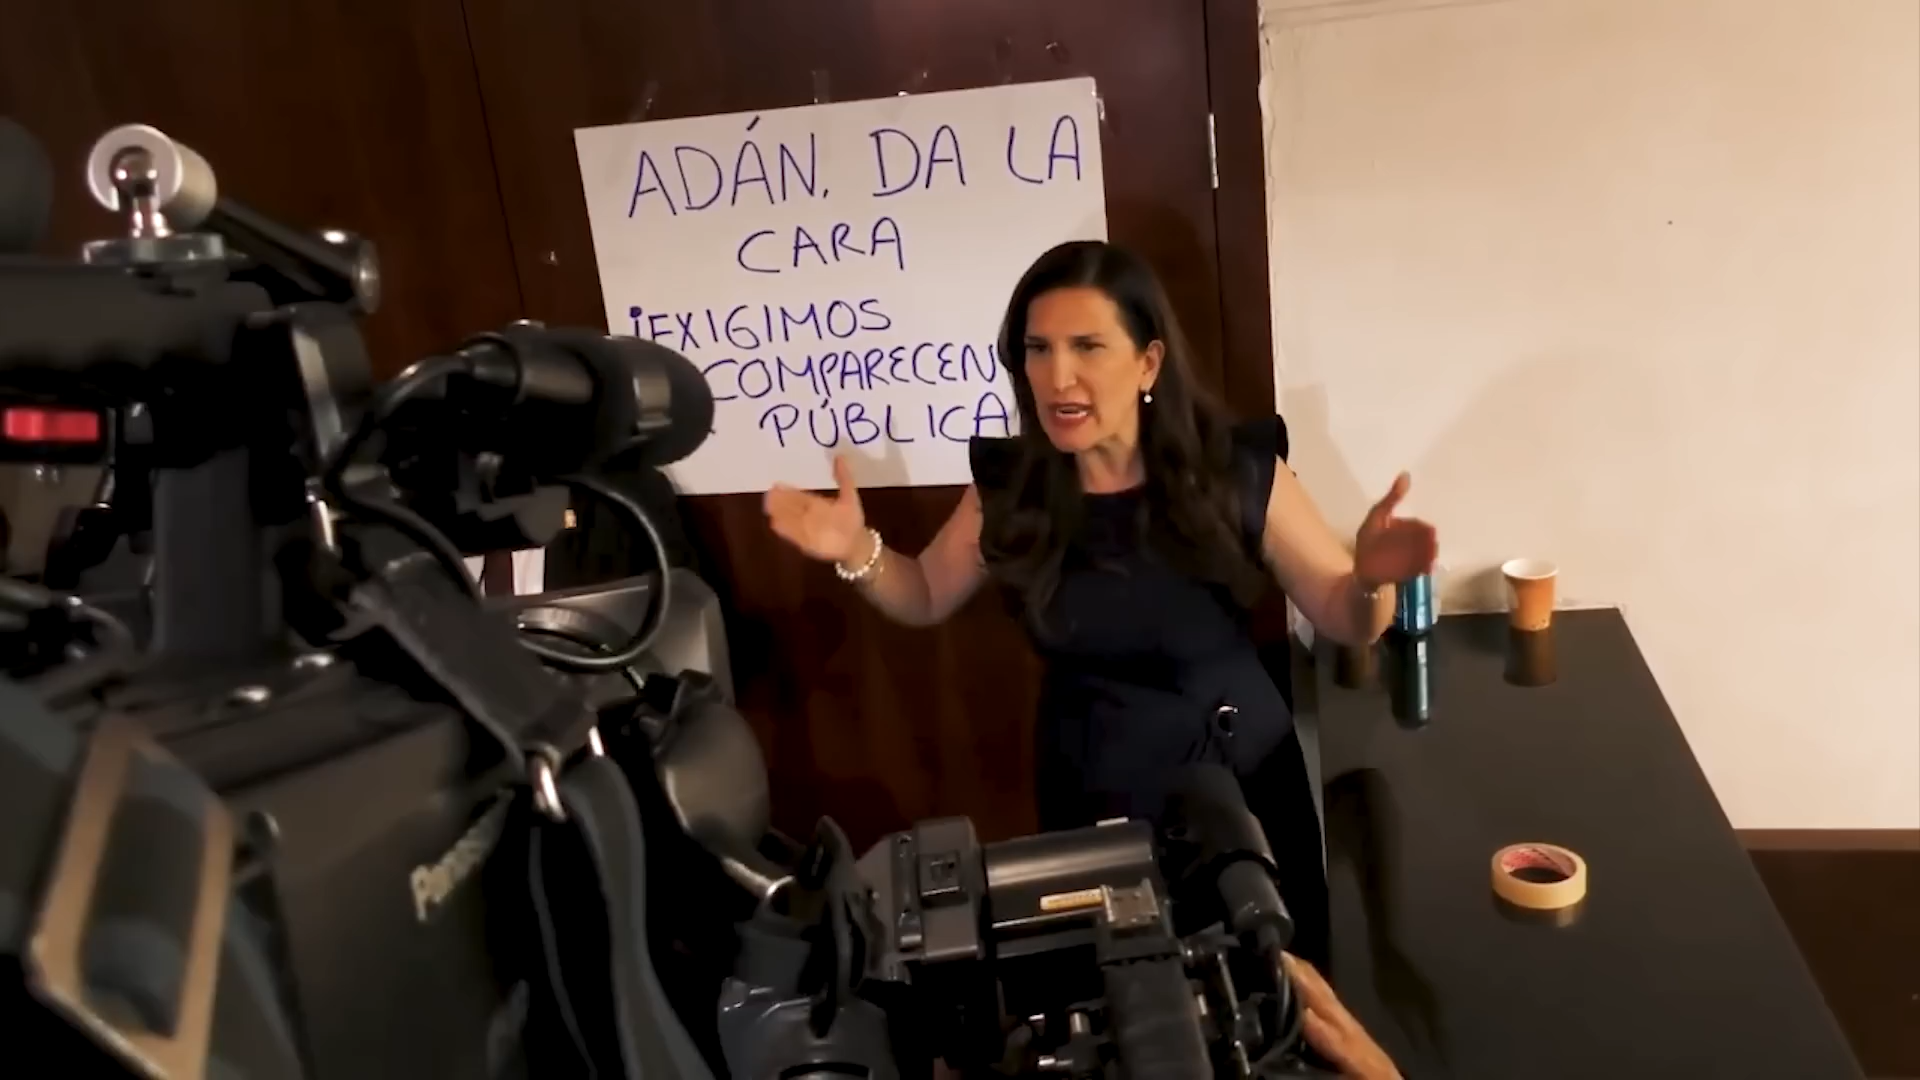 ADÁN, DA LA
CARA
¡EXIGIMOS
COMPARECEN
PÚBLICA